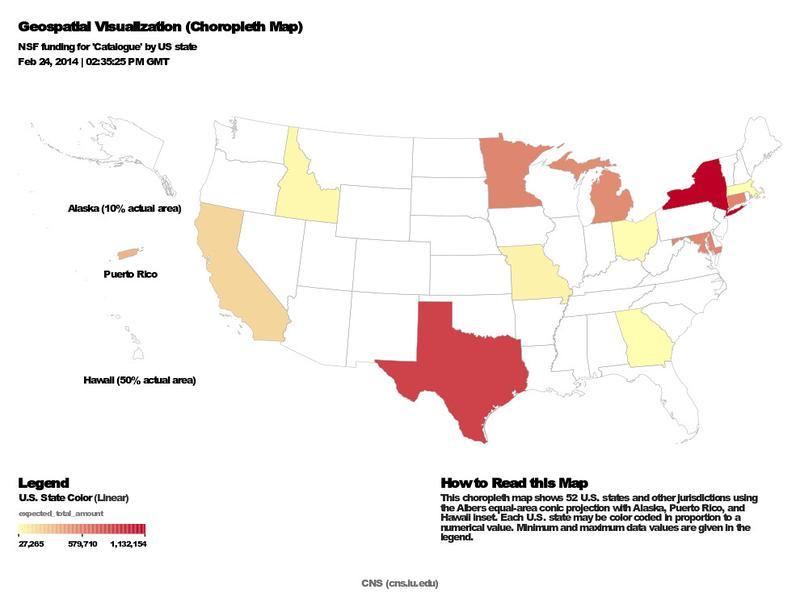 Geospatial Visualization (Choropleth Map)
NSF funding for 'Catalogue' by US state
Feb 24, 2014 | 02:35:25 PM GMT
Alaska (10% actual area)
Puerto Rico
Hawaii (50% actual area)
Legend
U.S. State Color (Linear)
expected_total_amount
27,265 579,710 1,132,154
How to Read this Map
This choropleth map shows 52 U.S. states and other jurisdictions using
the Albers equal-area conic projection with Alaska, Puerto Rico, and
Hawaii inset. Each U.S. state may be color coded in proportion to a
numerical value. Minimum and maximum data values are given in the
legend.
CNS (cns.iu.edu)